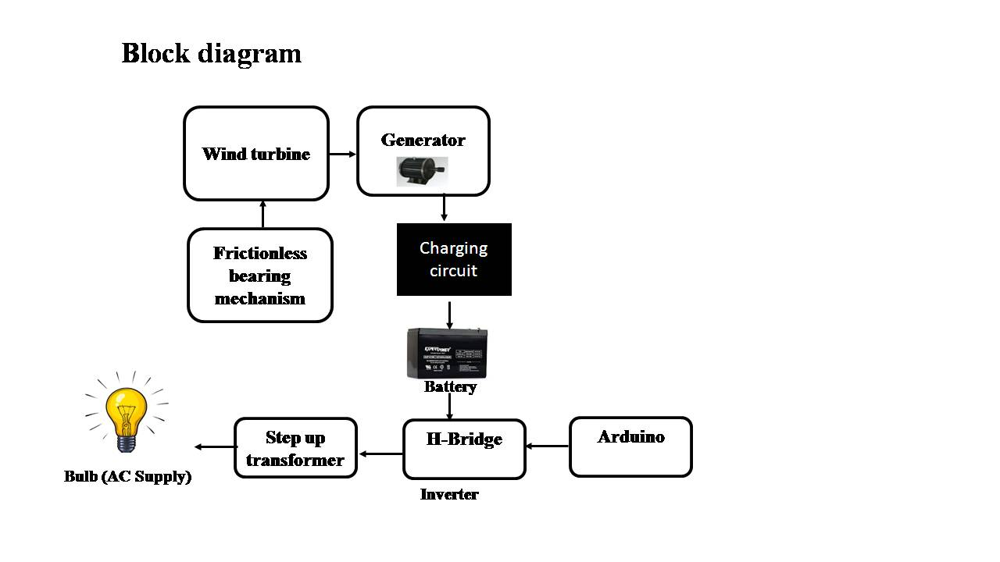 Block diagram
Wind turbine
Generator
Frictionless
bearing
mechanism
Charging
circuit
Battery
Step up
transformer
H-Bridge
Arduino
Bulb (AC Supply)
Inverter